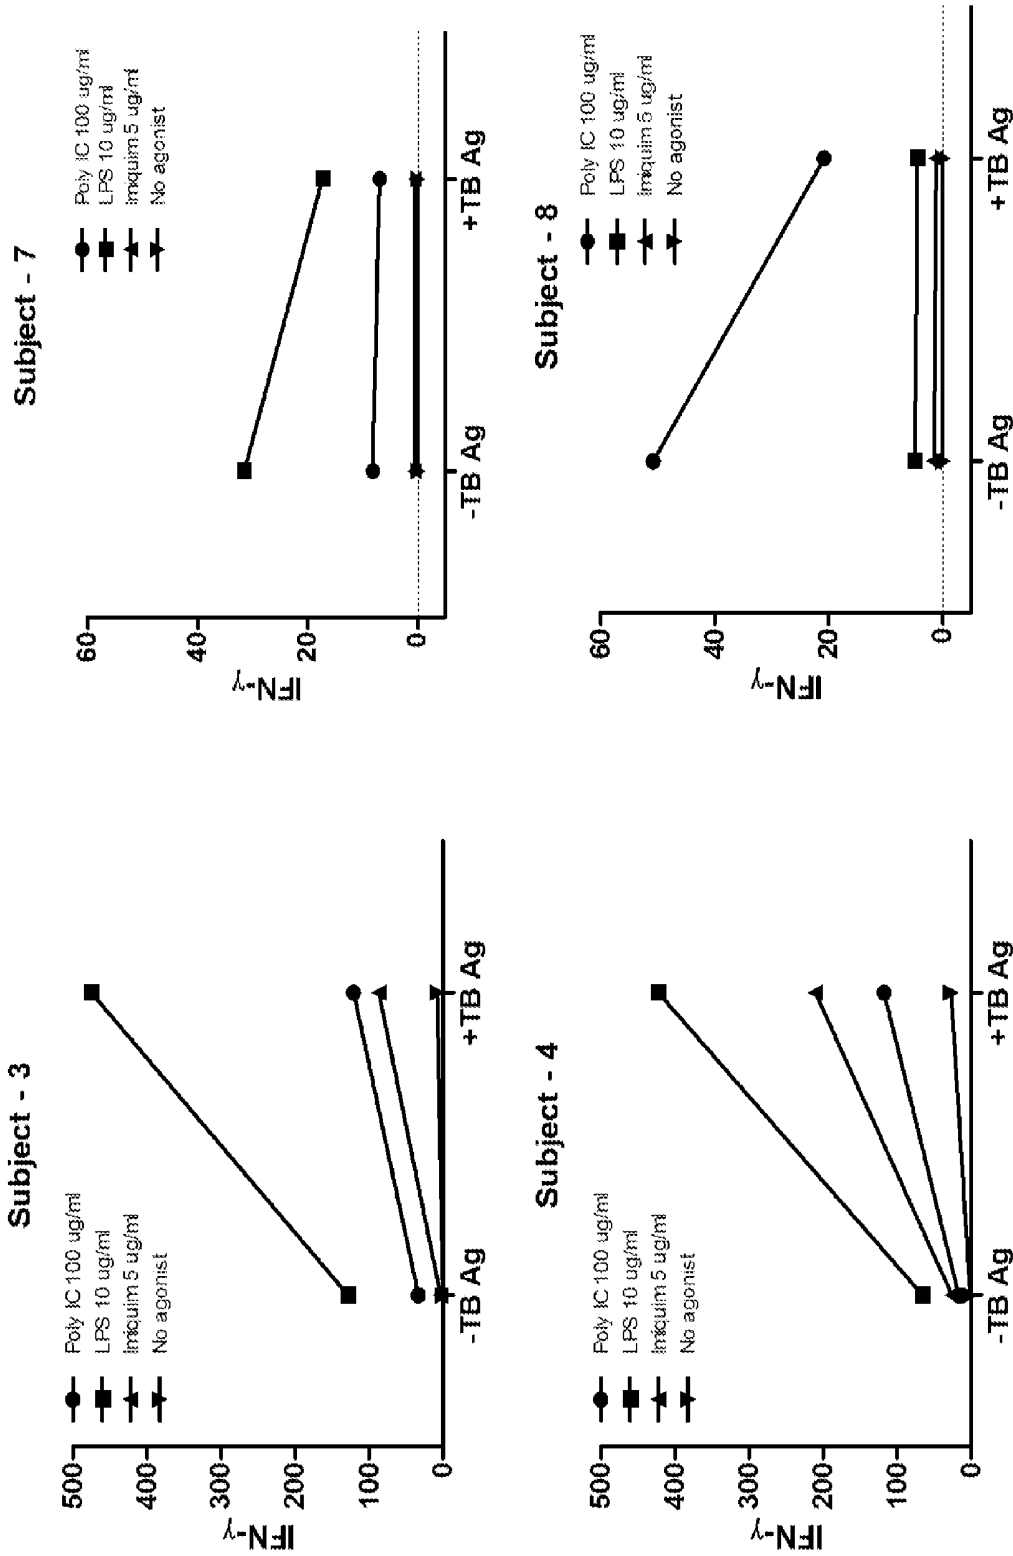 Subject - 3
Poly IC 100 ug/ml
LPS 10 ug/ml
Imiquim 5 ug/ml
No agonist
500
400
300
200
100
0
IFN-γ
-TB Ag
+TB Ag
Subject - 7
Poly IC 100 ug/ml
LPS 10 ug/ml
Imiquim 5 ug/ml
No agonist
60
40
20
0
IFN-γ
-TB Ag
+TB Ag
Subject - 4
Poly IC 100 ug/ml
LPS 10 ug/ml
Imiquim 5 ug/ml
No agonist
500
400
300
200
100
0
IFN-γ
-TB Ag
+TB Ag
Subject - 8
Poly IC 100 ug/ml
LPS 10 ug/ml
Imiquim 5 ug/ml
No agonist
60
40
20
0
IFN-γ
-TB Ag
+TB Ag